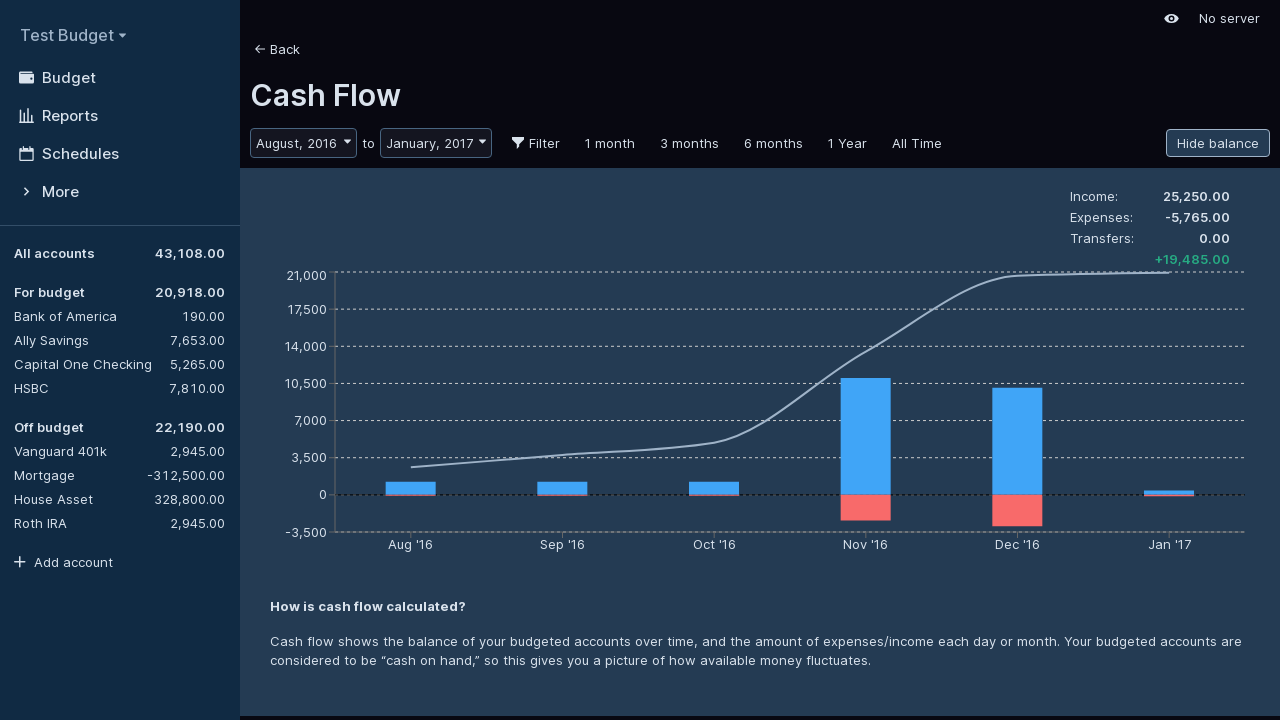 Test Budget
Budget
Reports
Schedules
More
All accounts 43,108.00
For budget 20,918.00
Bank of America 190.00
Ally Savings 7,653.00
Capital One Checking 5,265.00
HSBC 7,810.00
Off budget 22,190.00
Vanguard 401k 2,945.00
Mortgage -312,500.00
House Asset 328,800.00
Roth IRA 2,945.00
Add account
No server
Back
Cash Flow
August, 2016 to January, 2017 Filter 1 month 3 months 6 months 1 Year All Time Hide balance
Income: 25,250.00
Expenses: -5,765.00
Transfers: 0.00
+19,485.00
21,000
17,500
14,000
10,500
7,000
3,500
0
-3,500
Aug '16 Sep '16 Oct '16 Nov '16 Dec '16 Jan '17
How is cash flow calculated?
Cash flow shows the balance of your budgeted accounts over time, and the amount of expenses/income each day or month. Your budgeted accounts are
considered to be “cash on hand,” so this gives you a picture of how available money fluctuates.